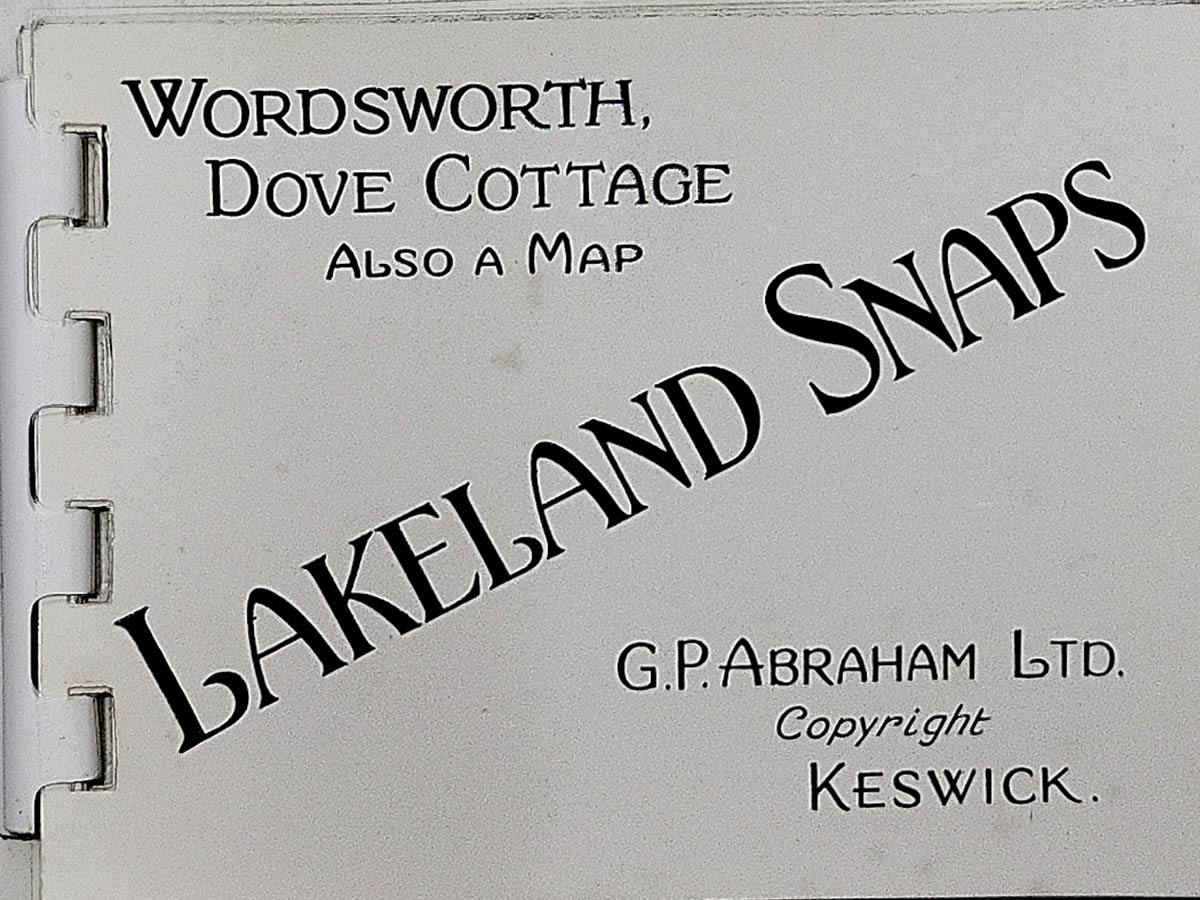 WORDSWORTH,
DOVE COTTAGE
ALSO A MAP
LAKELAND SNAPS
G.P. ABRAHAM LTD.
Copyright
KESWICK.